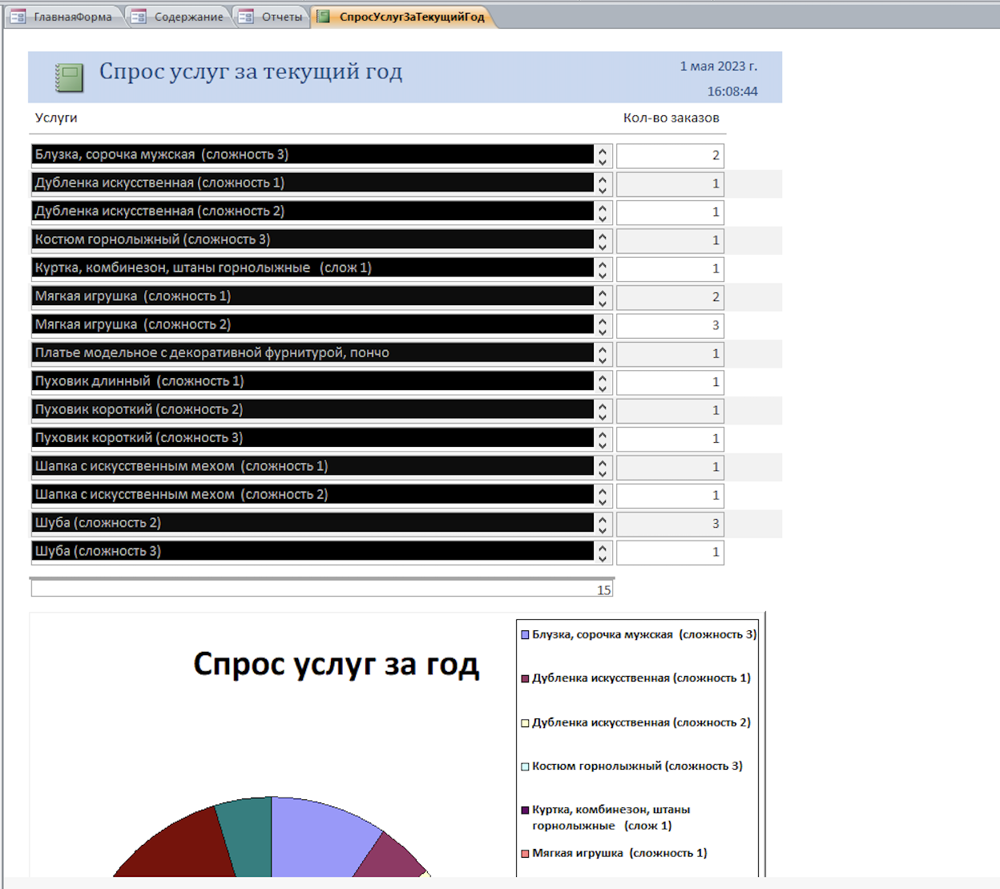 ГлавнаяФорма Содержание Отчеты СпросУслугЗаТекущийГод
Спрос услуг за текущий год
1 мая 2023 г.
16:08:44
Услуги Кол-во заказов
Блузка, сорочка мужская (сложность 3) 2
Дубленка искусственная (сложность 1) 1
Дубленка искусственная (сложность 2) 1
Костюм горнолыжный (сложность 3) 1
Куртка, комбинезон, штаны горнолыжные (слож 1) 1
Мягкая игрушка (сложность 1) 2
Мягкая игрушка (сложность 2) 3
Платье модельное с декоративной фурнитурой, пончо 1
Пуховик длинный (сложность 1) 1
Пуховик короткий (сложность 2) 1
Пуховик короткий (сложность 3) 1
Шапка с искусственным мехом (сложность 1) 1
Шапка с искусственным мехом (сложность 2) 1
Шуба (сложность 2) 3
Шуба (сложность 3) 1
15
Спрос услуг за год
Блузка, сорочка мужская (сложность 3)
Дубленка искусственная (сложность 1)
Дубленка искусственная (сложность 2)
Костюм горнолыжный (сложность 3)
Куртка, комбинезон, штаны
горнолыжные (слож 1)
Мягкая игрушка (сложность 1)